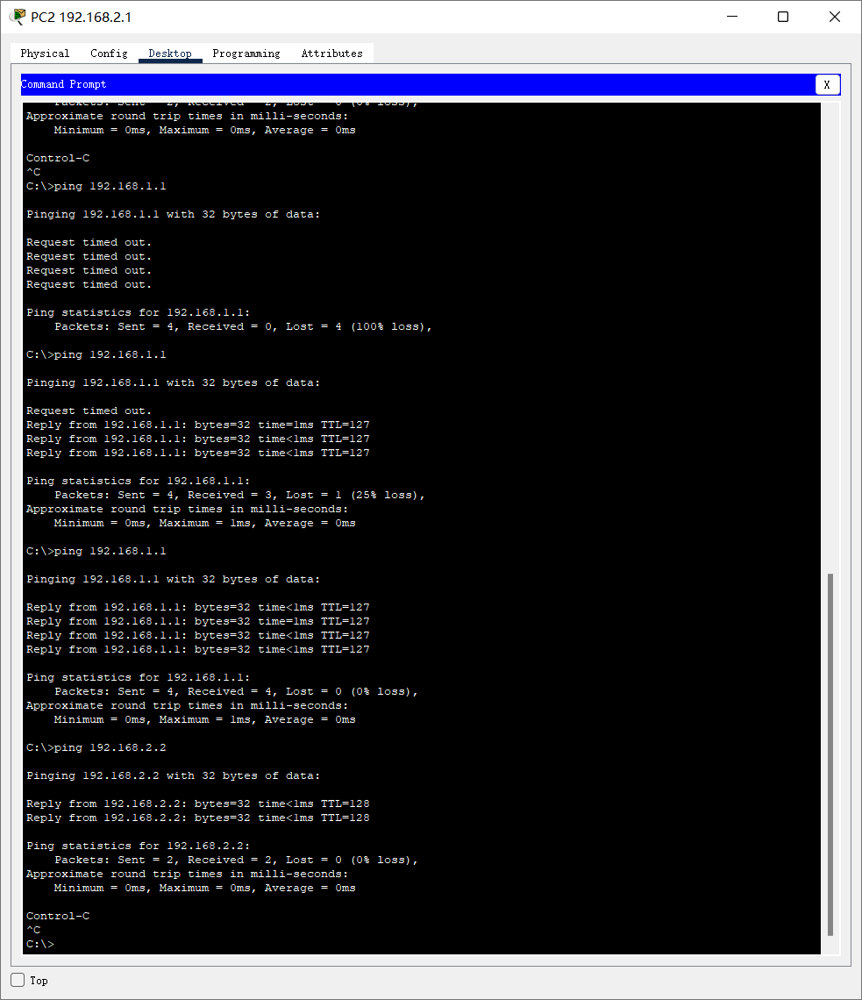 PC2 192.168.2.1
Physical Config Desktop Programming Attributes
Command Prompt X
Packets: Sent = 2, Received = 2, Lost = 0 (0% loss),
Approximate round trip times in milli-seconds:
Minimum = 0ms, Maximum = 0ms, Average = 0ms
Control-C
^C
C:\>ping 192.168.1.1
Pinging 192.168.1.1 with 32 bytes of data:
Request timed out.
Request timed out.
Request timed out.
Request timed out.
Ping statistics for 192.168.1.1:
Packets: Sent = 4, Received = 0, Lost = 4 (100% loss),
C:\>ping 192.168.1.1
Pinging 192.168.1.1 with 32 bytes of data:
Request timed out.
Reply from 192.168.1.1: bytes=32 time=1ms TTL=127
Reply from 192.168.1.1: bytes=32 time<1ms TTL=127
Reply from 192.168.1.1: bytes=32 time<1ms TTL=127
Ping statistics for 192.168.1.1:
Packets: Sent = 4, Received = 3, Lost = 1 (25% loss),
Approximate round trip times in milli-seconds:
Minimum = 0ms, Maximum = 1ms, Average = 0ms
C:\>ping 192.168.1.1
Pinging 192.168.1.1 with 32 bytes of data:
Reply from 192.168.1.1: bytes=32 time<1ms TTL=127
Reply from 192.168.1.1: bytes=32 time=1ms TTL=127
Reply from 192.168.1.1: bytes=32 time<1ms TTL=127
Reply from 192.168.1.1: bytes=32 time<1ms TTL=127
Ping statistics for 192.168.1.1:
Packets: Sent = 4, Received = 4, Lost = 0 (0% loss),
Approximate round trip times in milli-seconds:
Minimum = 0ms, Maximum = 1ms, Average = 0ms
C:\>ping 192.168.2.2
Pinging 192.168.2.2 with 32 bytes of data:
Reply from 192.168.2.2: bytes=32 time<1ms TTL=128
Reply from 192.168.2.2: bytes=32 time<1ms TTL=128
Ping statistics for 192.168.2.2:
Packets: Sent = 2, Received = 2, Lost = 0 (0% loss),
Approximate round trip times in milli-seconds:
Minimum = 0ms, Maximum = 0ms, Average = 0ms
Control-C
^C
C:\>
Top